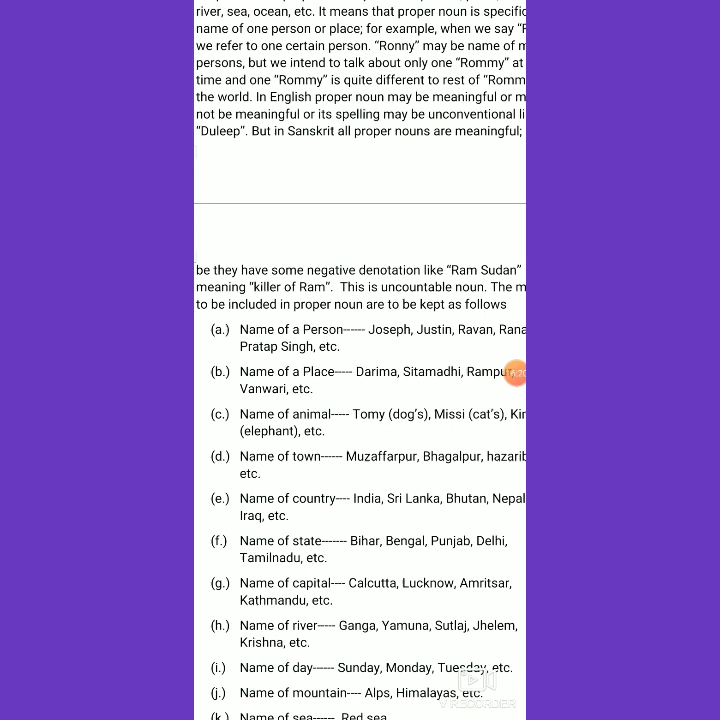 river, sea, ocean, etc. It means that proper noun is specific
name of one person or place; for example, when we say
we refer to one certain person. “Ronny” may be name of
persons, but we intend to talk about only one “Rommy” at
time and one “Rommy” is quite different to rest of “Romm
the world. In English proper noun may be meaningful or
not be meaningful or its spelling may be unconventional
“Duleep”. But in Sanskrit all proper nouns are meaningful;
be they have some negative denotation like “Ram Sudan”
meaning “killer of Ram”. This is uncountable noun. The
to be included in proper noun are to be kept as follows
(a.) Name of a Person------ Joseph, Justin, Ravan, Rana
Pratap Singh, etc.
(b.) Name of a Place----- Darima, Sitamadhi, Rampur,
Vanwari, etc.
(c.) Name of animal----- Tomy (dog’s), Missi (cat’s),
(elephant), etc.
(d.) Name of town------ Muzaffarpur, Bhagalpur, hazarib
etc.
(e.) Name of country---- India, Sri Lanka, Bhutan, Nepal
Iraq, etc.
(f.) Name of state------- Bihar, Bengal, Punjab, Delhi,
Tamilnadu, etc.
(g.) Name of capital---- Calcutta, Lucknow, Amritsar,
Kathmandu, etc.
(h.) Name of river----- Ganga, Yamuna, Sutlaj, Jhelem,
Krishna, etc.
(i.) Name of day------ Sunday, Monday, Tuesday, etc.
(j.) Name of mountain---- Alps, Himalayas, etc.
V RECORDER
(k.) Name of sea------ Red sea